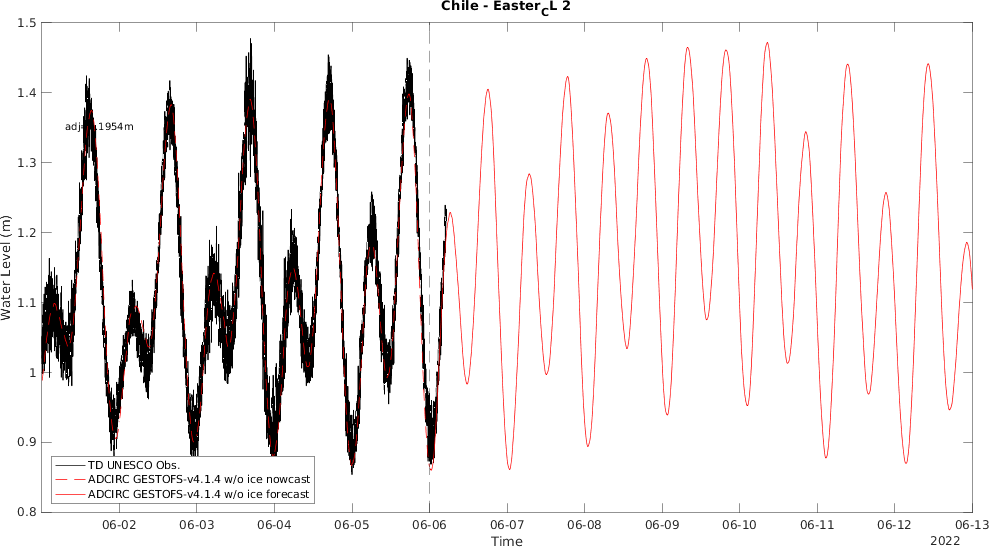 Chile - Easter_CL 2
1.5
1.4
1.3
1.2
1.1
1
0.9
0.8
Water Level (m)
1954m
TD UNESCO Obs.
ADCIRC GESTOFS-v4.1.4 w/o ice nowcast
ADCIRC GESTOFS-v4.1.4 w/o ice forecast
06-02 06-03 06-04 06-05 06-06 06-07 06-08 06-09 06-10 06-11 06-12 06-13
Time
2022